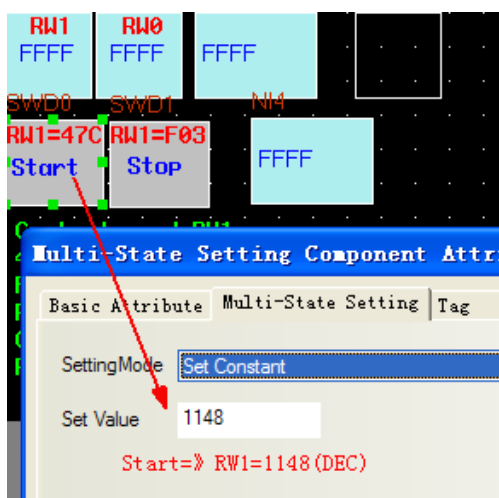 RW1 RW0
FFFF FFFF FFFF
SWD0 SWD1 NI4
RW1=47C RW1=F03
Start Stop FFFF
Multi-State Setting Component Attr
Basic Attribute Multi-State Setting Tag
SettingMode Set Constant
Set Value 1148
Start=》 RW1=1148(DEC)